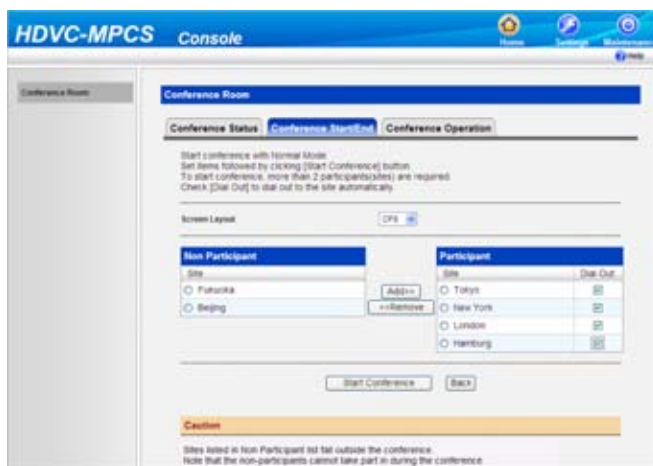 HDVC-MPCS Console
Home Settings Maintenance
Help
Conference Room
Conference Room
Conference Status Conference Start/End Conference Operation
Start conference with Normal Mode.
Set items followed by clicking [Start Conference] button.
To start conference, more than 2 participants(sites) are required.
Check [Dial Out] to dial out to the site automatically.
Screen Layout
Non Participant Participant
Site Site Dial Out
Fukuoka Add>> Tokyo
Beijing <<Remove New York
London
Hamburg
Start Conference Back
Caution
Sites listed in Non Participant list fall outside the conference.
Note that the non-participants cannot take part in during the conference.